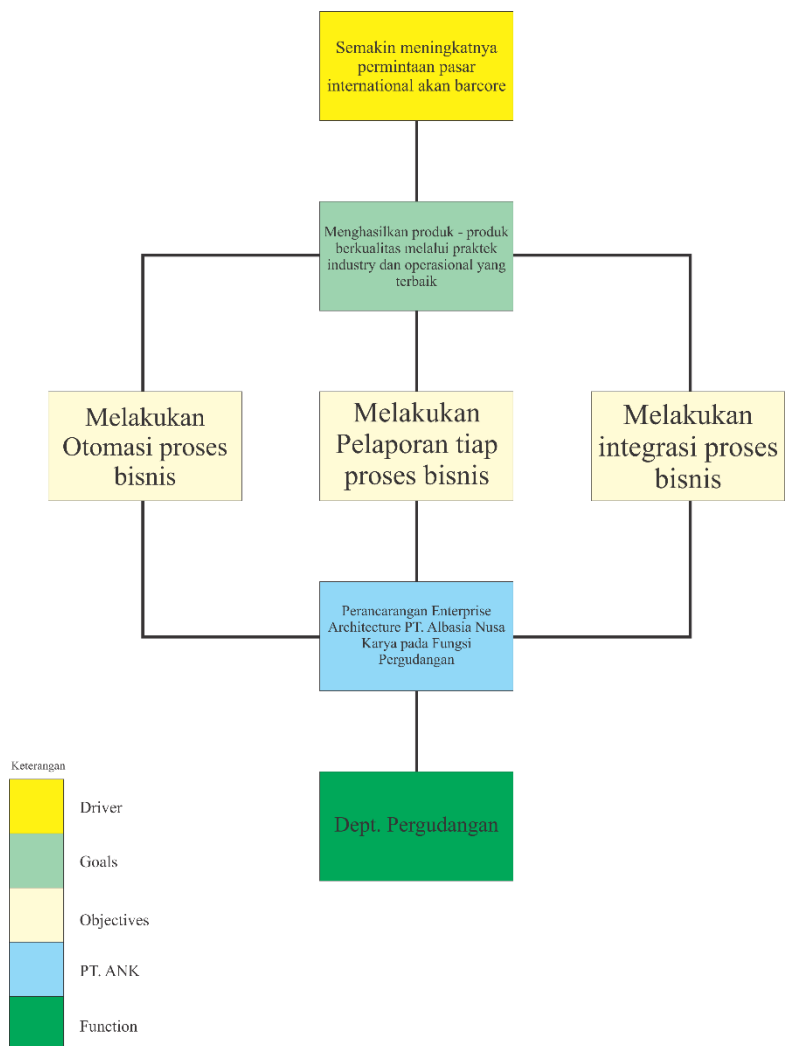 Semakin meningkatnya
permintaan pasar
international akan barcore
Menghasilkan produk - produk
berkualitas melalui praktek
industry dan operasional yang
terbaik
Melakukan
Otomasi proses
bisnis
Melakukan
Pelaporan tiap
proses bisnis
Melakukan
integrasi proses
bisnis
Perancarangan Enterprise
Architecture PT. Albasia Nusa
Karya pada Fungsi
Pergudangan
Dept. Pergudangan
Keterangan
Driver
Goals
Objectives
PT. ANK
Function